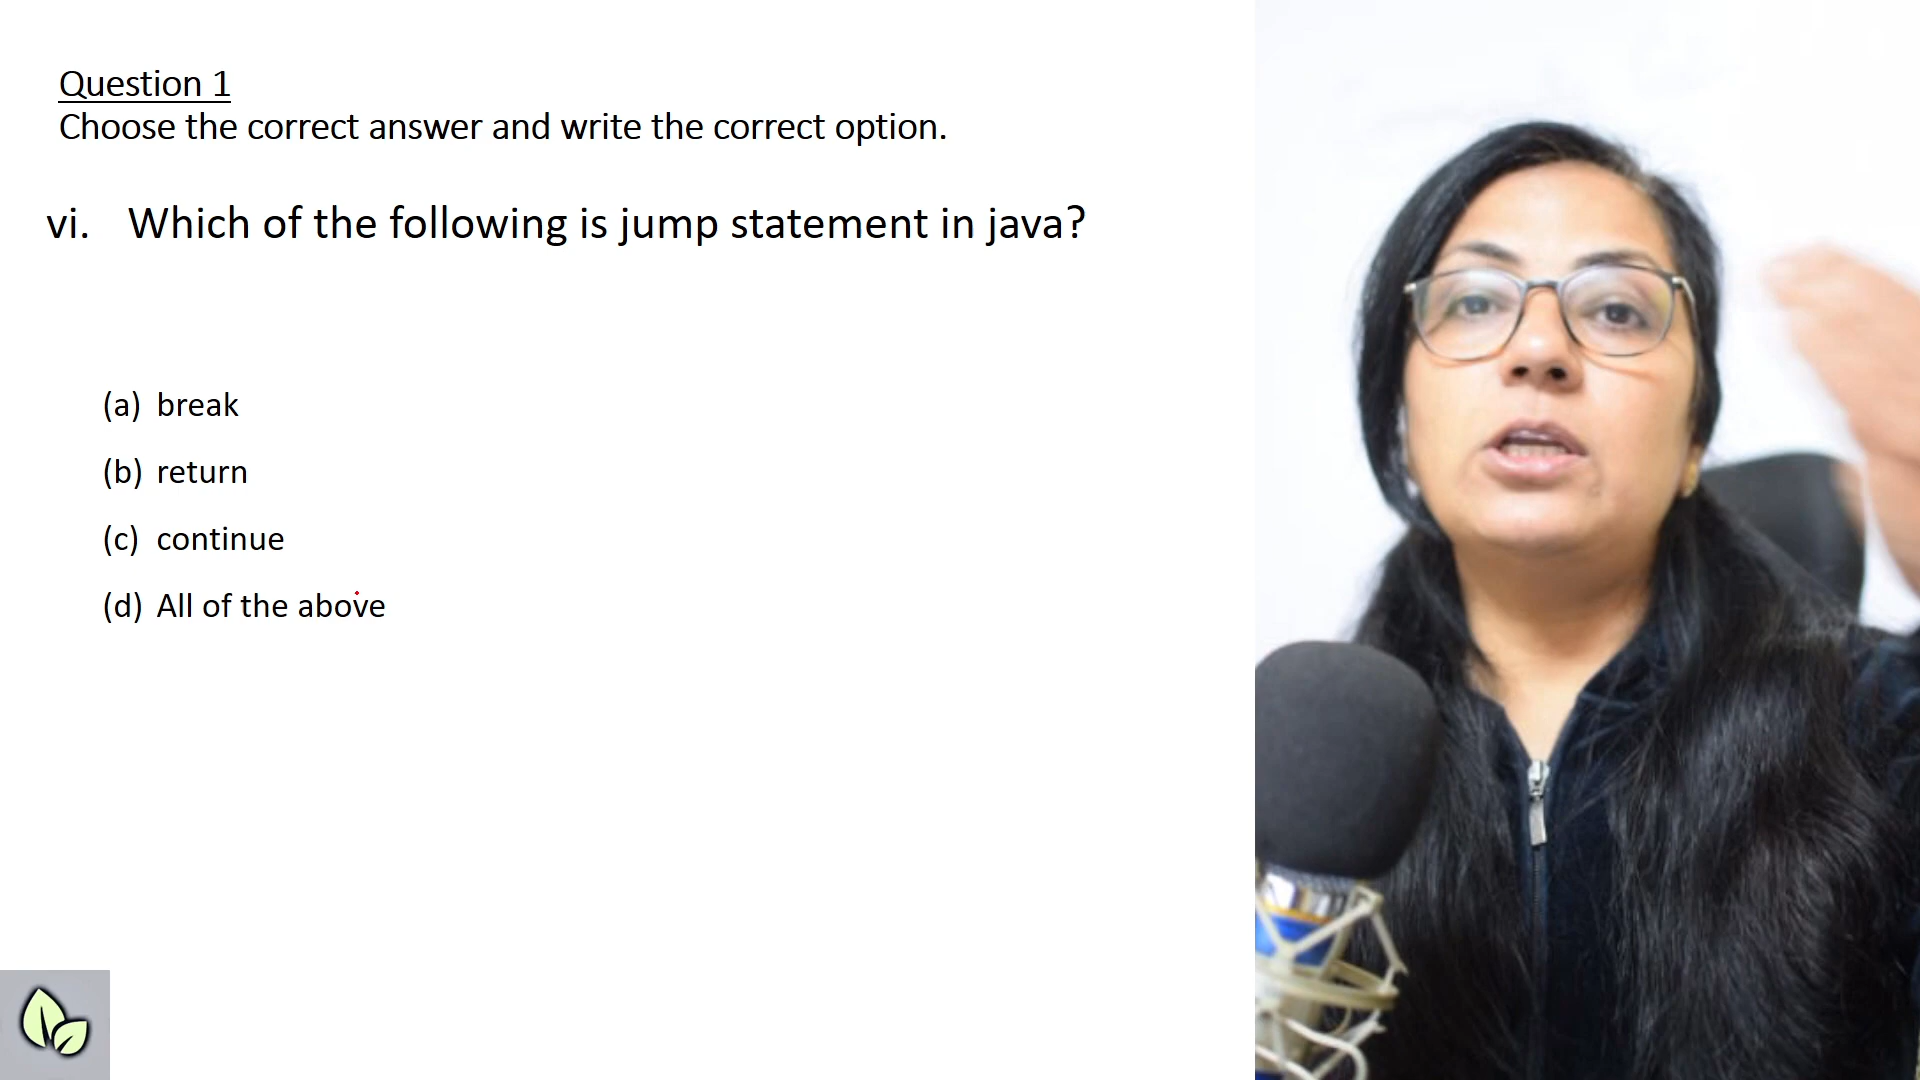 Question 1
Choose the correct answer and write the correct option.
vi. Which of the following is jump statement in java?
(a) break
(b) return
(c) continue
(d) All of the above